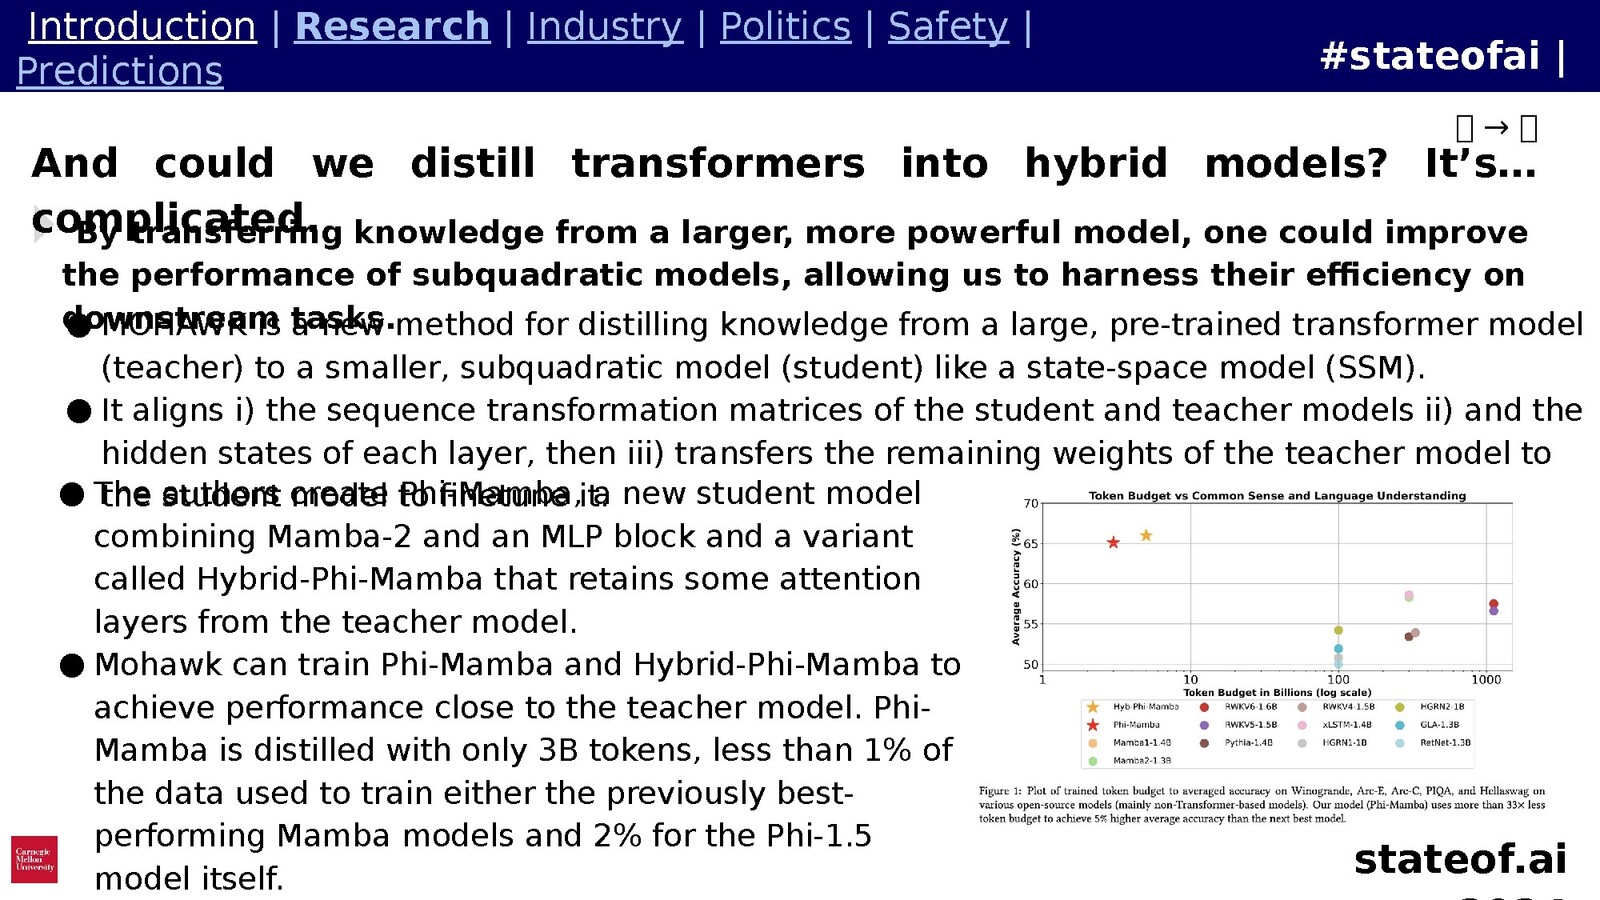 Introduction | Research | Industry | Politics | Safety |
Predictions
#stateofai |
→
And could we distill transformers into hybrid models? It’s…
complicated.
By transferring knowledge from a larger, more powerful model, one could improve
the performance of subquadratic models, allowing us to harness their efficiency on
downstream tasks.
● MOHAWK is a new method for distilling knowledge from a large, pre-trained transformer model
(teacher) to a smaller, subquadratic model (student) like a state-space model (SSM).
● It aligns i) the sequence transformation matrices of the student and teacher models ii) and the
hidden states of each layer, then iii) transfers the remaining weights of the teacher model to
the student model to finetune it.
● The authors create Phi-Mamba, a new student model
combining Mamba-2 and an MLP block and a variant
called Hybrid-Phi-Mamba that retains some attention
layers from the teacher model.
● Mohawk can train Phi-Mamba and Hybrid-Phi-Mamba to
achieve performance close to the teacher model. Phi-
Mamba is distilled with only 3B tokens, less than 1% of
the data used to train either the previously best-
performing Mamba models and 2% for the Phi-1.5
model itself.
Token Budget vs Common Sense and Language Understanding
Average Accuracy (%)
70
65
60
55
50
1 10 100 1000
Token Budget in Billions (log scale)
Hyb-Phi-Mamba RWKV6-1.6B RWKV4-1.5B HGRN2-1B
Phi-Mamba RWKV5-1.5B xLSTM-1.4B GLA-1.3B
Mamba1-1.4B Pythia-1.4B HGRN1-1B RetNet-1.3B
Mamba2-1.3B
Figure 1: Plot of trained token budget to averaged accuracy on Winogrande, Arc-E, Arc-C, PIQA, and Hellaswag on
various open-source models (mainly non-Transformer-based models). Our model (Phi-Mamba) uses more than 33× less
token budget to achieve 5% higher average accuracy than the next best model.
Carnegie
Mellon
University
stateof.ai